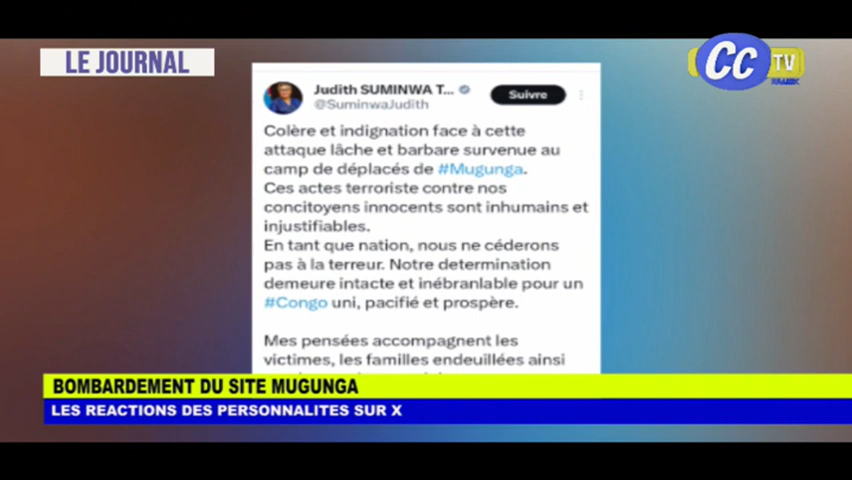 LE JOURNAL
CC TV
Judith SUMINWA T...
@SuminwaJudith
Suivre
Colère et indignation face à cette
attaque lâche et barbare survenue au
camp de déplacés de #Mugunga.
Ces actes terroriste contre nos
concitoyens innocents sont inhumains et
injustifiables.
En tant que nation, nous ne céderons
pas à la terreur. Notre determination
demeure intacte et inébranlable pour un
#Congo uni, pacifié et prospère.
Mes pensées accompagnent les
victimes, les familles endeuillées ainsi
BOMBARDEMENT DU SITE MUGUNGA
LES REACTIONS DES PERSONNALITES SUR X